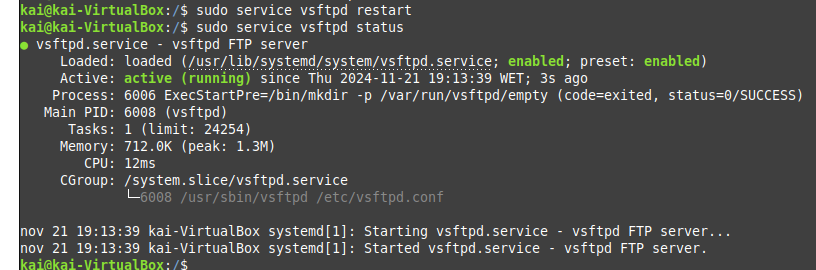 kai@kai-VirtualBox:/$ sudo service vsftpd restart
kai@kai-VirtualBox:/$ sudo service vsftpd status
● vsftpd.service - vsftpd FTP server
     Loaded: loaded (/usr/lib/systemd/system/vsftpd.service; enabled; preset: enabled)
     Active: active (running) since Thu 2024-11-21 19:13:39 WET; 3s ago
    Process: 6006 ExecStartPre=/bin/mkdir -p /var/run/vsftpd/empty (code=exited, status=0/SUCCESS)
   Main PID: 6008 (vsftpd)
      Tasks: 1 (limit: 24254)
     Memory: 712.0K (peak: 1.3M)
        CPU: 12ms
     CGroup: /system.slice/vsftpd.service
             └─6008 /usr/sbin/vsftpd /etc/vsftpd.conf
nov 21 19:13:39 kai-VirtualBox systemd[1]: Starting vsftpd.service - vsftpd FTP server...
nov 21 19:13:39 kai-VirtualBox systemd[1]: Started vsftpd.service - vsftpd FTP server.
kai@kai-VirtualBox:/$